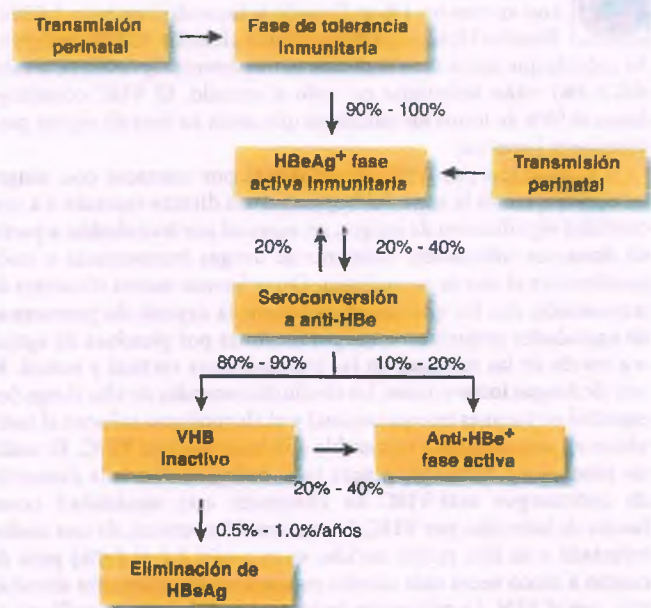 Transmisión
perinatal
Fase de tolerancia
inmunitaria
90% - 100%
HBeAg+ fase
activa inmunitaria
Transmisión
perinatal
20%
20% - 40%
Seroconversión
a anti-HBe
80% - 90%
10% - 20%
VHB
inactivo
Anti-HBe+
fase activa
20% - 40%
0.5% - 1.0%/años
Eliminación de
HBsAg